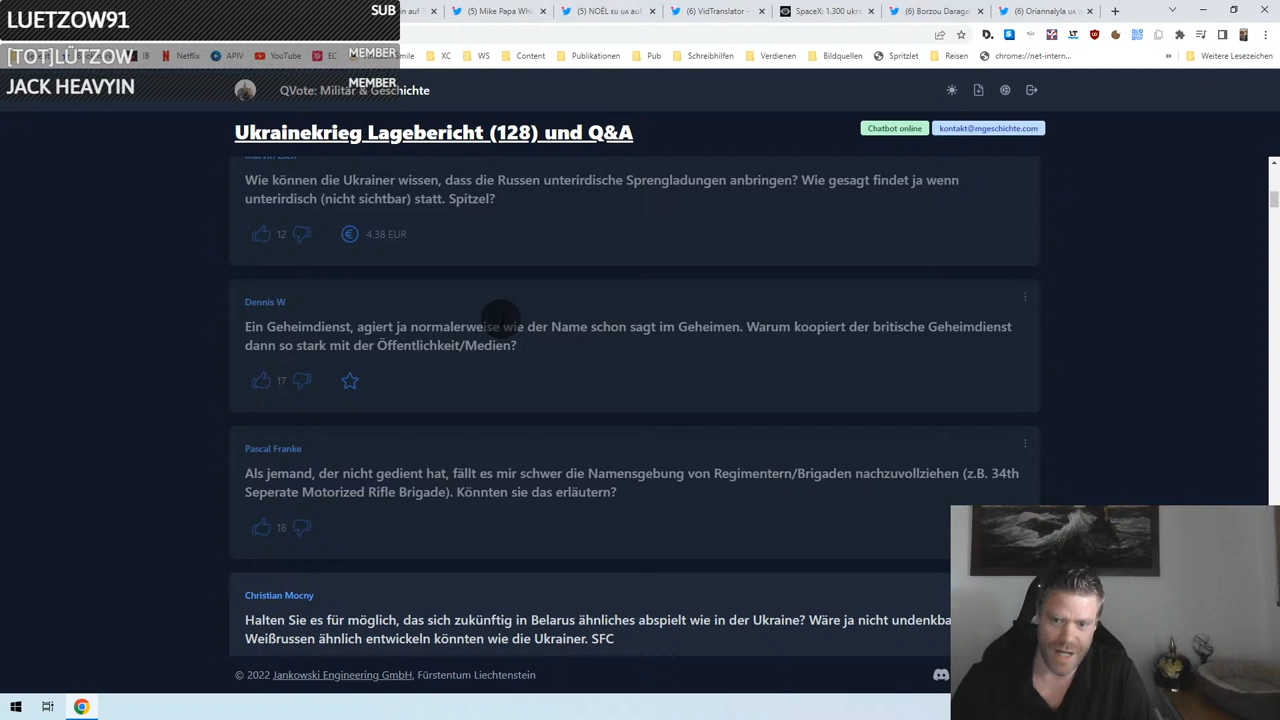 LUETZOW91
SUB
[TOT]LÜTZOW
MEMBER
JACK HEAVYIN
MEMBER
(5) Mike Papa Wh
(5) NOËL EU UA
(6) VidTranslator -
SpaceX: 1.300 ukr
(6) Borzou Daraga
(6) Oriannalyla UA
IB
Netflix
APIV
YouTube
EC
XC
WS
Content
Publikationen
Pub
Schreibhilfen
Verdienen
Bildquellen
Spritzlet
Reisen
chrome://net-intern...
»
Weitere Lesezeichen
QVote: Militär & Geschichte
Ukrainekrieg Lagebericht (128) und Q&A
Chatbot online
kontakt@mgeschichte.com
Wie können die Ukrainer wissen, dass die Russen unterirdische Sprengladungen anbringen? Wie gesagt findet ja wenn
unterirdisch (nicht sichtbar) statt. Spitzel?
12
4.38 EUR
Dennis W
Ein Geheimdienst, agiert ja normalerweise wie der Name schon sagt im Geheimen. Warum koopiert der britische Geheimdienst
dann so stark mit der Öffentlichkeit/Medien?
17
Pascal Franke
Als jemand, der nicht gedient hat, fällt es mir schwer die Namensgebung von Regimentern/Brigaden nachzuvollziehen (z.B. 34th
Seperate Motorized Rifle Brigade). Könnten sie das erläutern?
18
Christian Mocny
Halten Sie es für möglich, das sich zukünftig in Belarus ähnliches abspielt wie in der Ukraine? Wäre ja nicht undenkba
Weißrussen ähnlich entwickeln könnten wie die Ukrainer. SFC
© 2022 Jankowski Engineering GmbH, Fürstentum Liechtenstein